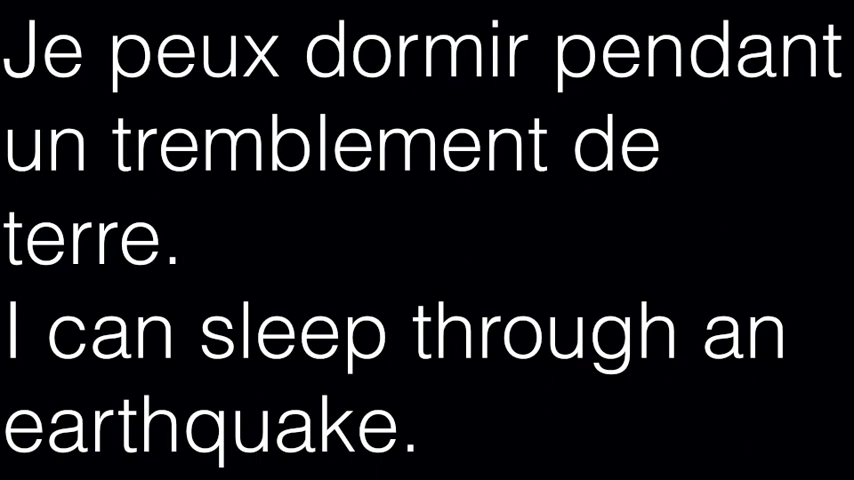 Je peux dormir pendant
un tremblement de
terre.
I can sleep through an
earthquake.